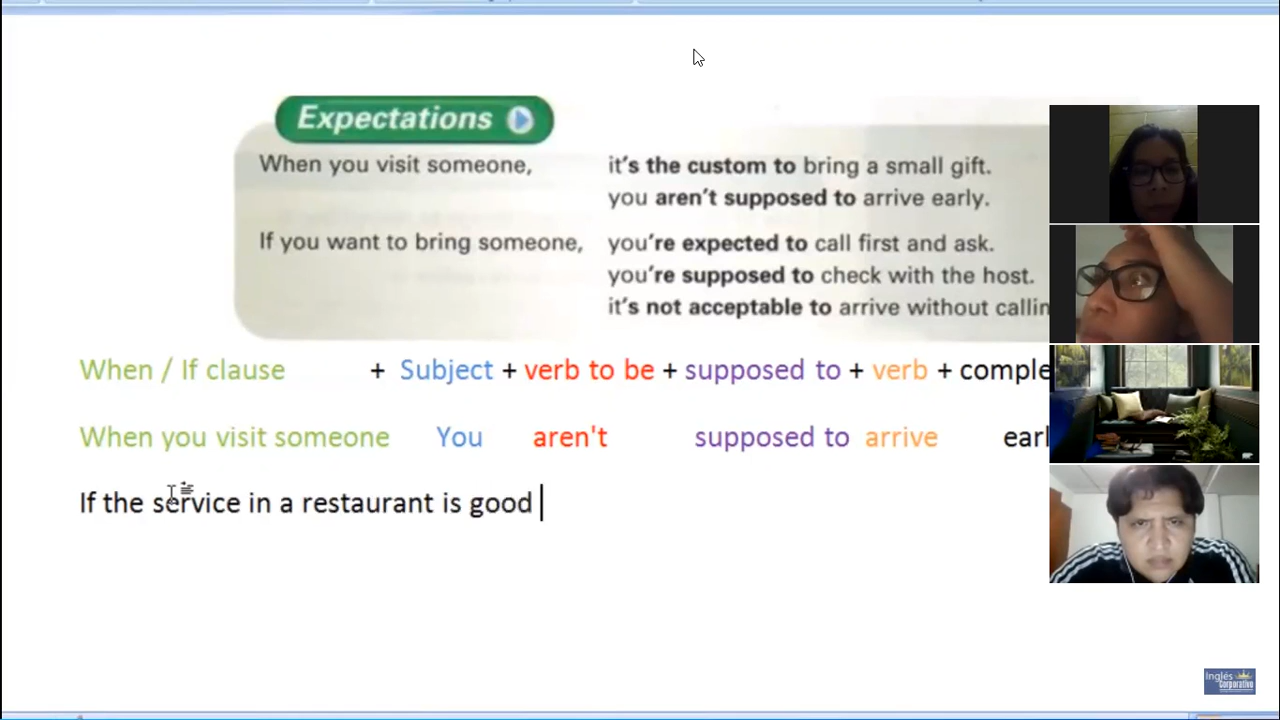 Expectations
When you visit someone, it's the custom to bring a small gift.
you aren't supposed to arrive early.
If you want to bring someone, you're expected to call first and ask.
you're supposed to check with the host.
it's not acceptable to arrive without callin
When / If clause + Subject + verb to be + supposed to + verb + comple
When you visit someone You aren't supposed to arrive earl
If the service in a restaurant is good
Inglés
Corporativo